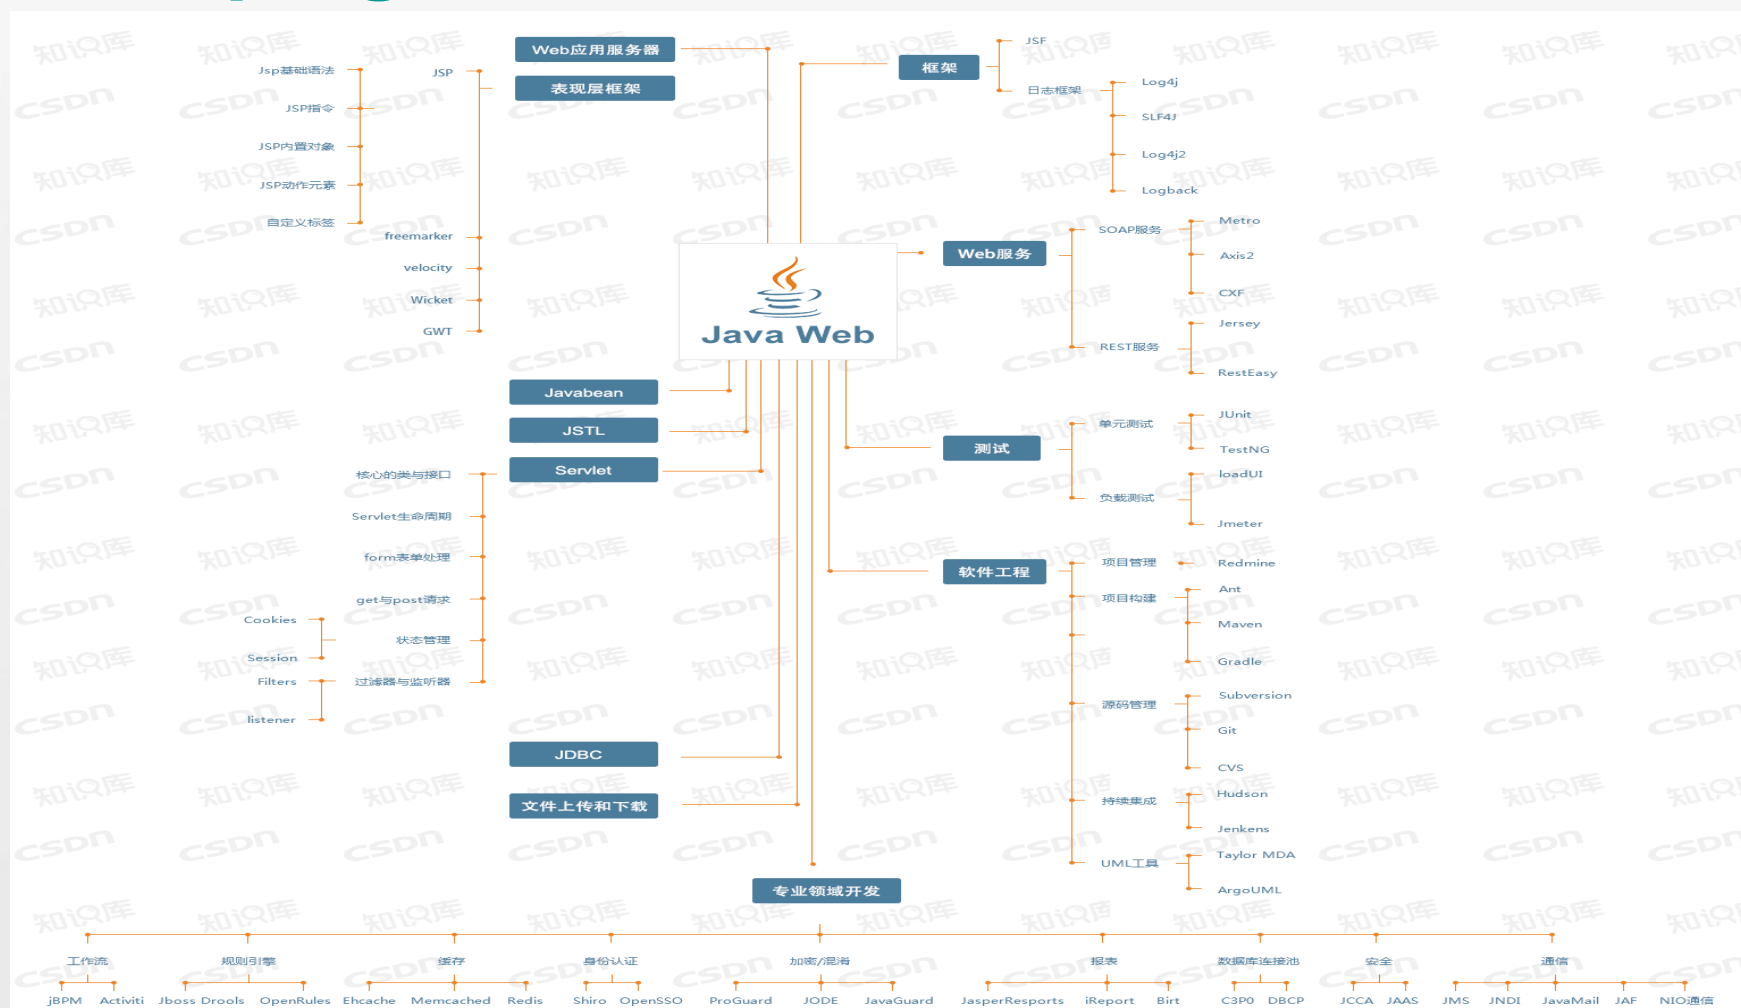 Web应用服务器
表现层框架
JSP
Jsp基础语法
JSP指令
JSP内置对象
JSP动作元素
自定义标签
freemarker
velocity
Wicket
GWT
框架
JSF
日志框架
Log4j
SLF4J
Log4j2
Logback
Web服务
SOAP服务
Metro
Axis2
CXF
REST服务
Jersey
RestEasy
Java Web
Javabean
JSTL
Servlet
核心的类与接口
Servlet生命周期
form表单处理
get与post请求
状态管理
Cookies
Session
过滤器与监听器
Filters
listener
JDBC
文件上传和下载
测试
单元测试
JUnit
TestNG
负载测试
loadUI
Jmeter
软件工程
项目管理
Redmine
项目构建
Ant
Maven
Gradle
源码管理
Subversion
Git
CVS
持续集成
Hudson
Jenkens
UML工具
Taylor MDA
ArgoUML
专业领域开发
工作流
jBPM
Activiti
规则引擎
Jboss Drools
OpenRules
缓存
Ehcache
Memcached
Redis
身份认证
Shiro
OpenSSO
加密/混淆
ProGuard
JODE
JavaGuard
报表
JasperResports
iReport
Birt
数据库连接池
C3P0
DBCP
安全
JCCA
JAAS
通信
JMS
JNDI
JavaMail
JAF
NIO通信
知识库
CSDN